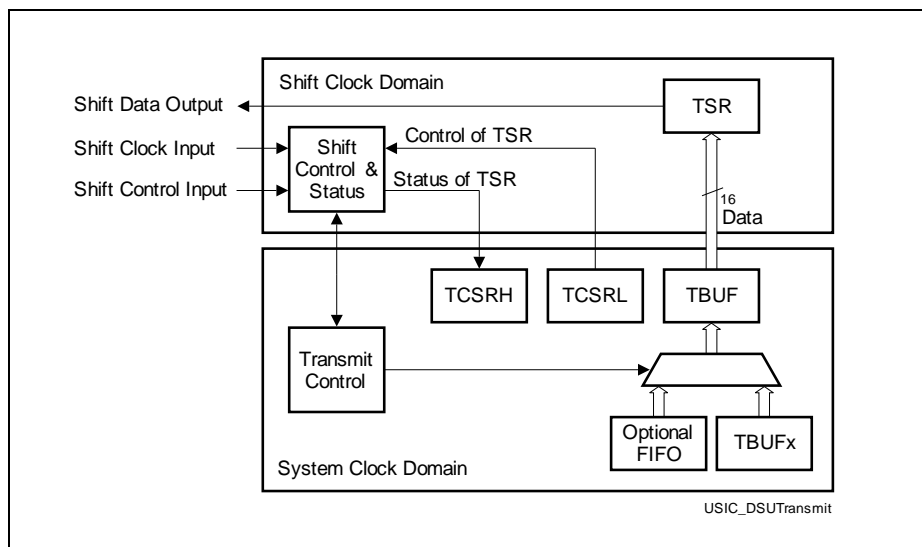 Shift Clock Domain
Shift Data Output
TSR
Shift Clock Input
Shift
Control &
Status
Control of TSR
Shift Control Input
Status of TSR
16
Data
TCSRH
TCSRL
TBUF
Transmit
Control
Optional
FIFO
TBUFx
System Clock Domain
USIC_DSUTransmit